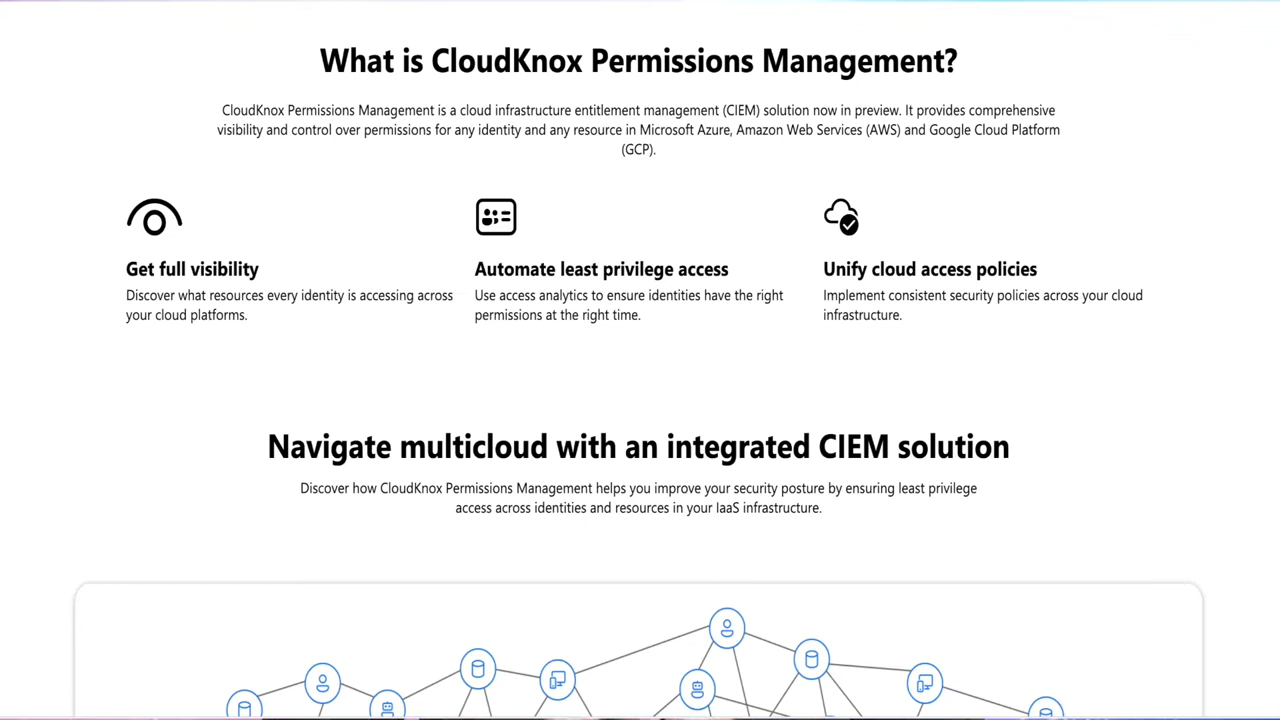 What is CloudKnox Permissions Management?
CloudKnox Permissions Management is a cloud infrastructure entitlement management (CIEM) solution now in preview. It provides comprehensive
visibility and control over permissions for any identity and any resource in Microsoft Azure, Amazon Web Services (AWS) and Google Cloud Platform
(GCP).
Get full visibility
Discover what resources every identity is accessing across
your cloud platforms.
Automate least privilege access
Use access analytics to ensure identities have the right
permissions at the right time.
Unify cloud access policies
Implement consistent security policies across your cloud
infrastructure.
Navigate multicloud with an integrated CIEM solution
Discover how CloudKnox Permissions Management helps you improve your security posture by ensuring least privilege
access across identities and resources in your IaaS infrastructure.